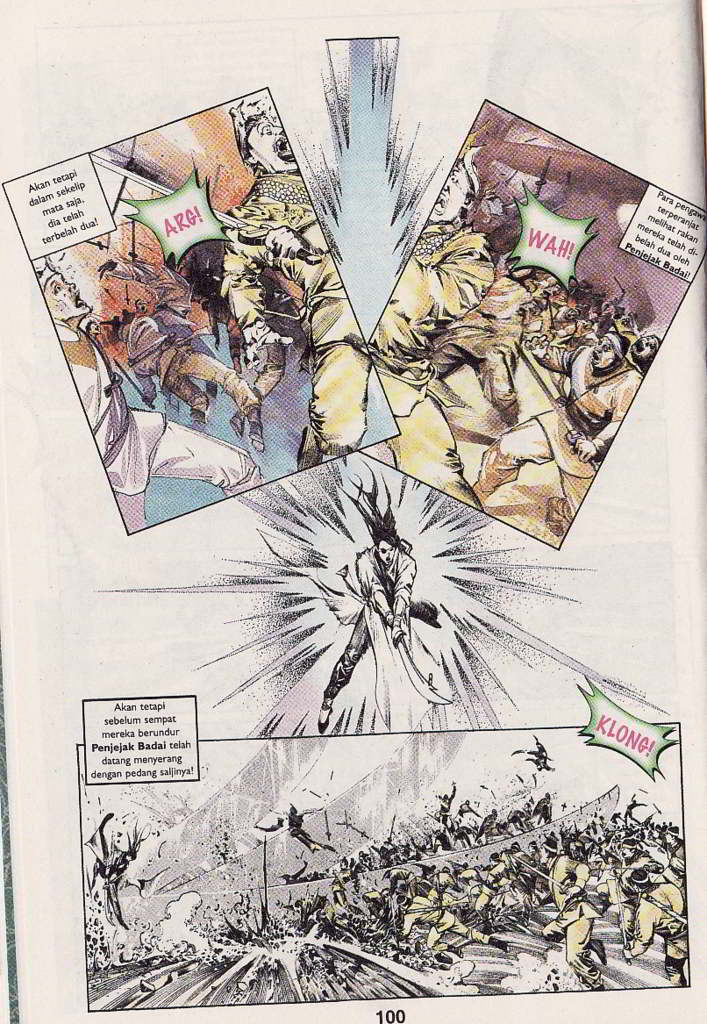 Akan tetapi
dalam sekelip
mata saja,
dia telah
terbelah dua!
ARG!
WAH!
Para
terperanjat
melihat rakan
mereka telah di-
belah dua oleh
Penjejak Badai!
Akan tetapi
sebelum sempat
mereka berundur
Penjejak Badai telah
datang menyerang
dengan pedang saljinya!
KLONG!
100